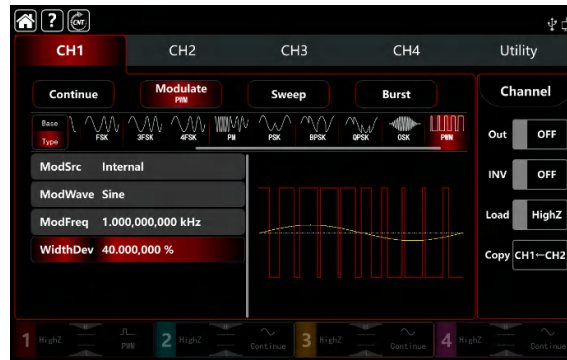 ? CNT
CH1 CH2 CH3 CH4 Utility
Continue Modulate Sweep Burst Channel
PWM
Base
Type FSK 3FSK 4FSK PM PSK BPSK QPSK OSK PWM
Out OFF
ModSrc Internal
INV OFF
ModWave Sine
ModFreq 1.000,000,000 kHz
Load HighZ
WidthDev 40.000,000 %
Copy CH1←CH2
1 HighZ PWM 2 HighZ Continue 3 HighZ Continue 4 HighZ Continue